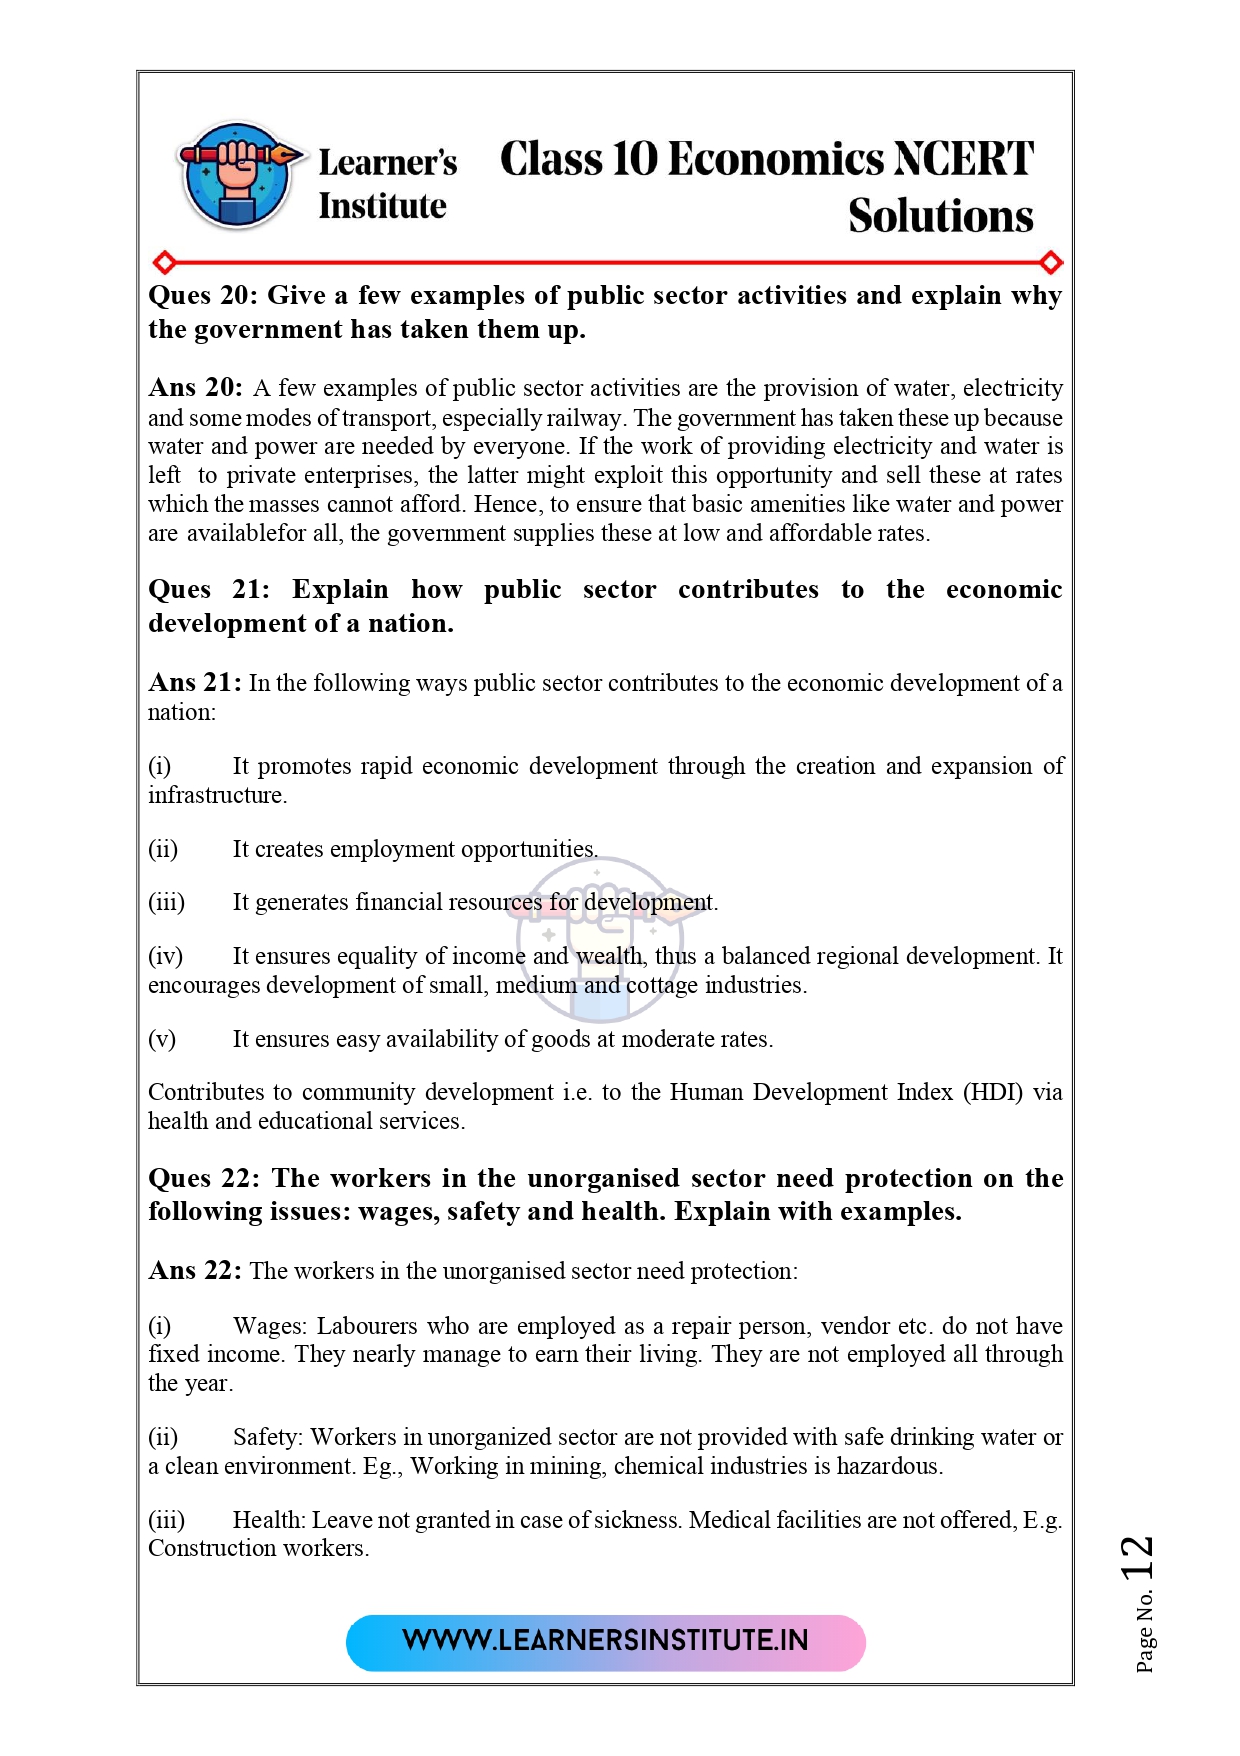 Learner's
Institute
Class 10 Economics NCERT
Solutions
Ques 20: Give a few examples of public sector activities and explain why
the government has taken them up.
Ans 20: A few examples of public sector activities are the provision of water, electricity
and some modes of transport, especially railway. The government has taken these up because
water and power are needed by everyone. If the work of providing electricity and water is
left to private enterprises, the latter might exploit this opportunity and sell these at rates
which the masses cannot afford. Hence, to ensure that basic amenities like water and power
are availablefor all, the government supplies these at low and affordable rates.
Ques 21: Explain how public sector contributes to the economic
development of a nation.
Ans 21: In the following ways public sector contributes to the economic development of a
nation:
(i) It promotes rapid economic development through the creation and expansion of
infrastructure.
(ii) It creates employment opportunities.
(iii) It generates financial resources for development.
(iv) It ensures equality of income and wealth, thus a balanced regional development. It
encourages development of small, medium and cottage industries.
(v) It ensures easy availability of goods at moderate rates.
Contributes to community development i.e. to the Human Development Index (HDI) via
health and educational services.
Ques 22: The workers in the unorganised sector need protection on the
following issues: wages, safety and health. Explain with examples.
Ans 22: The workers in the unorganised sector need protection:
(i) Wages: Labourers who are employed as a repair person, vendor etc. do not have
fixed income. They nearly manage to earn their living. They are not employed all through
the year.
(ii) Safety: Workers in unorganized sector are not provided with safe drinking water or
a clean environment. Eg., Working in mining, chemical industries is hazardous.
(iii) Health: Leave not granted in case of sickness. Medical facilities are not offered, E.g.
Construction workers.
WWW.LEARNERSINSTITUTE.IN
Page No. 12